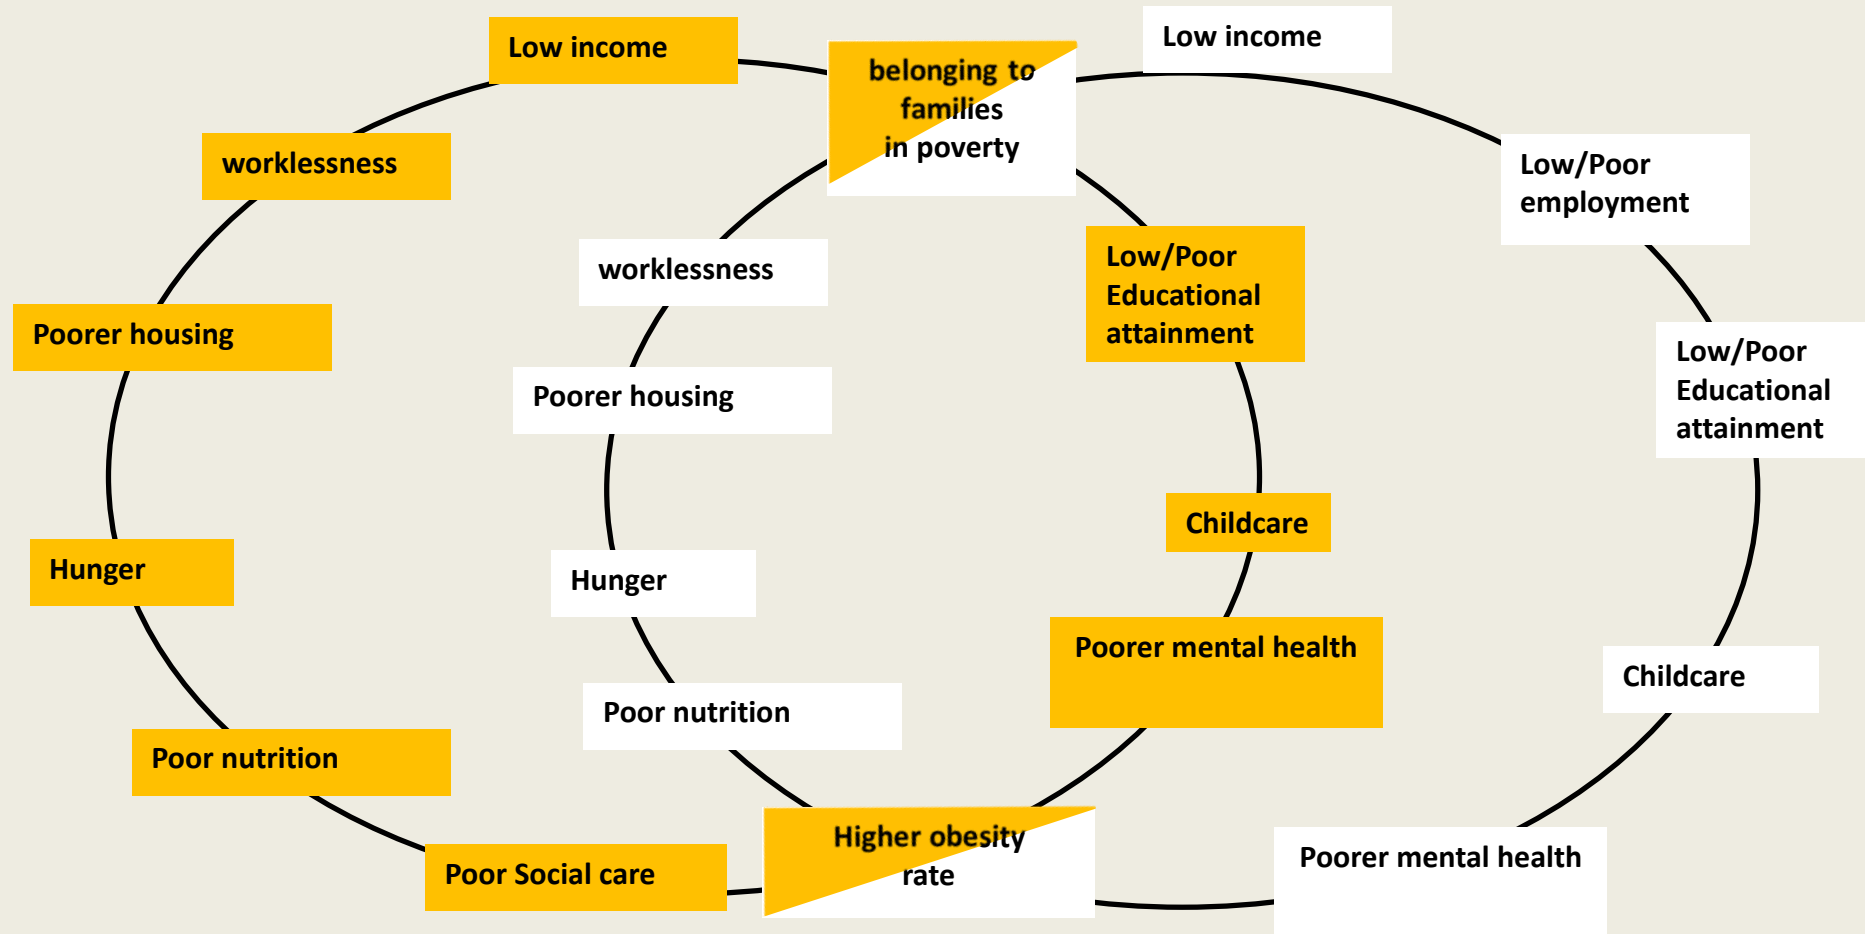 Low income
belonging to
families
in poverty
Low income
worklessness
Low/Poor
employment
worklessness
Low/Poor
Educational
attainment
Poorer housing
Low/Poor
Educational
attainment
Poorer housing
Childcare
Hunger
Hunger
Poorer mental health
Childcare
Poor nutrition
Poor nutrition
Higher obesity
rate
Poorer mental health
Poor Social care